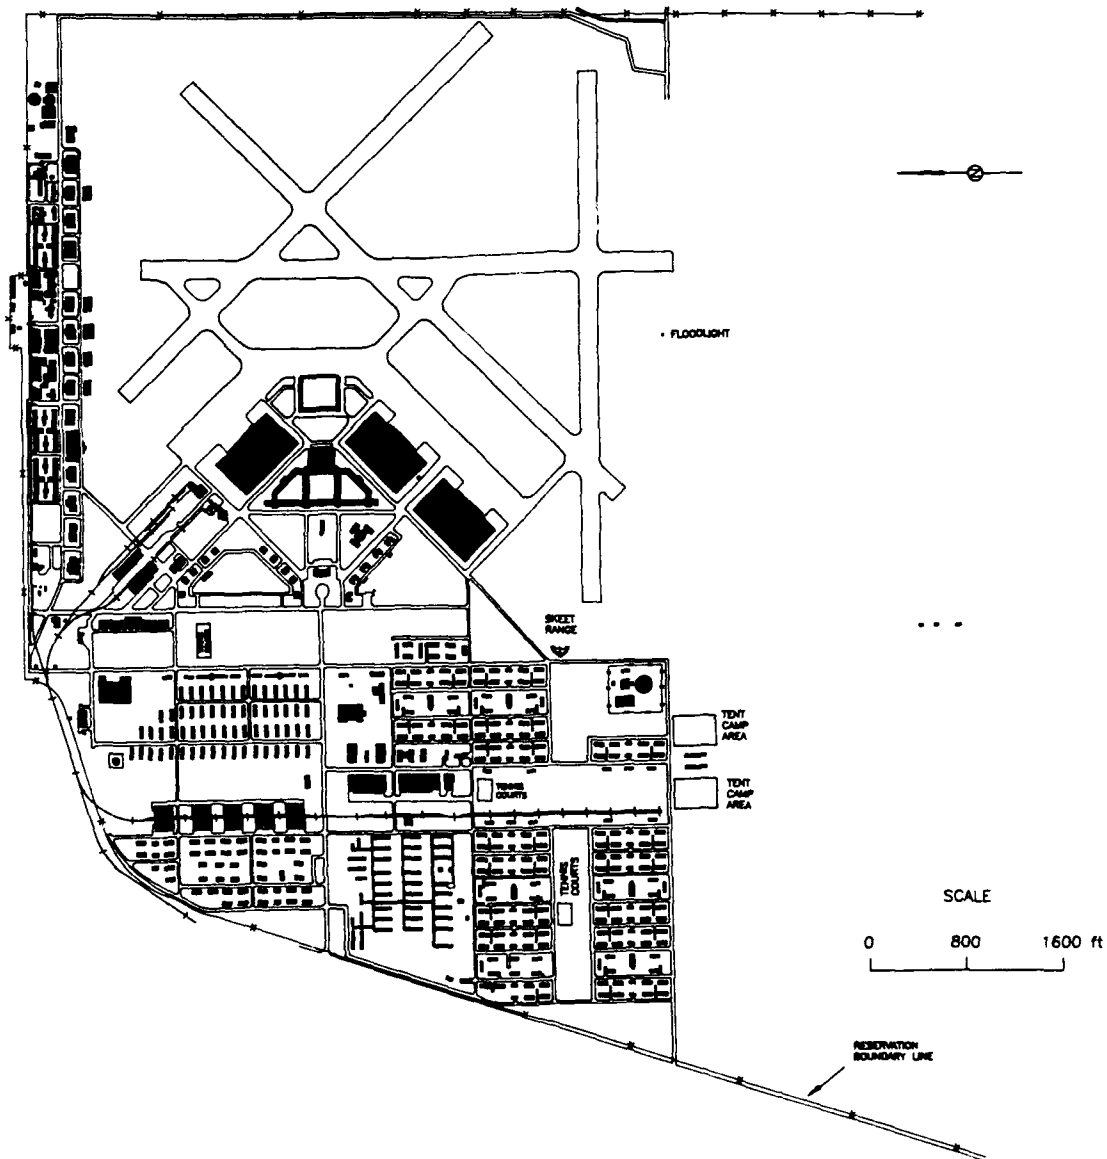 N
FLOODLIGHT
SKEET
RANGE
TENT
CAMP
AREA
TENNIS
COURTS
TENT
CAMP
AREA
TENNIS
COURTS
SCALE
0 800 1600 ft
RESERVATION
BOUNDARY LINE